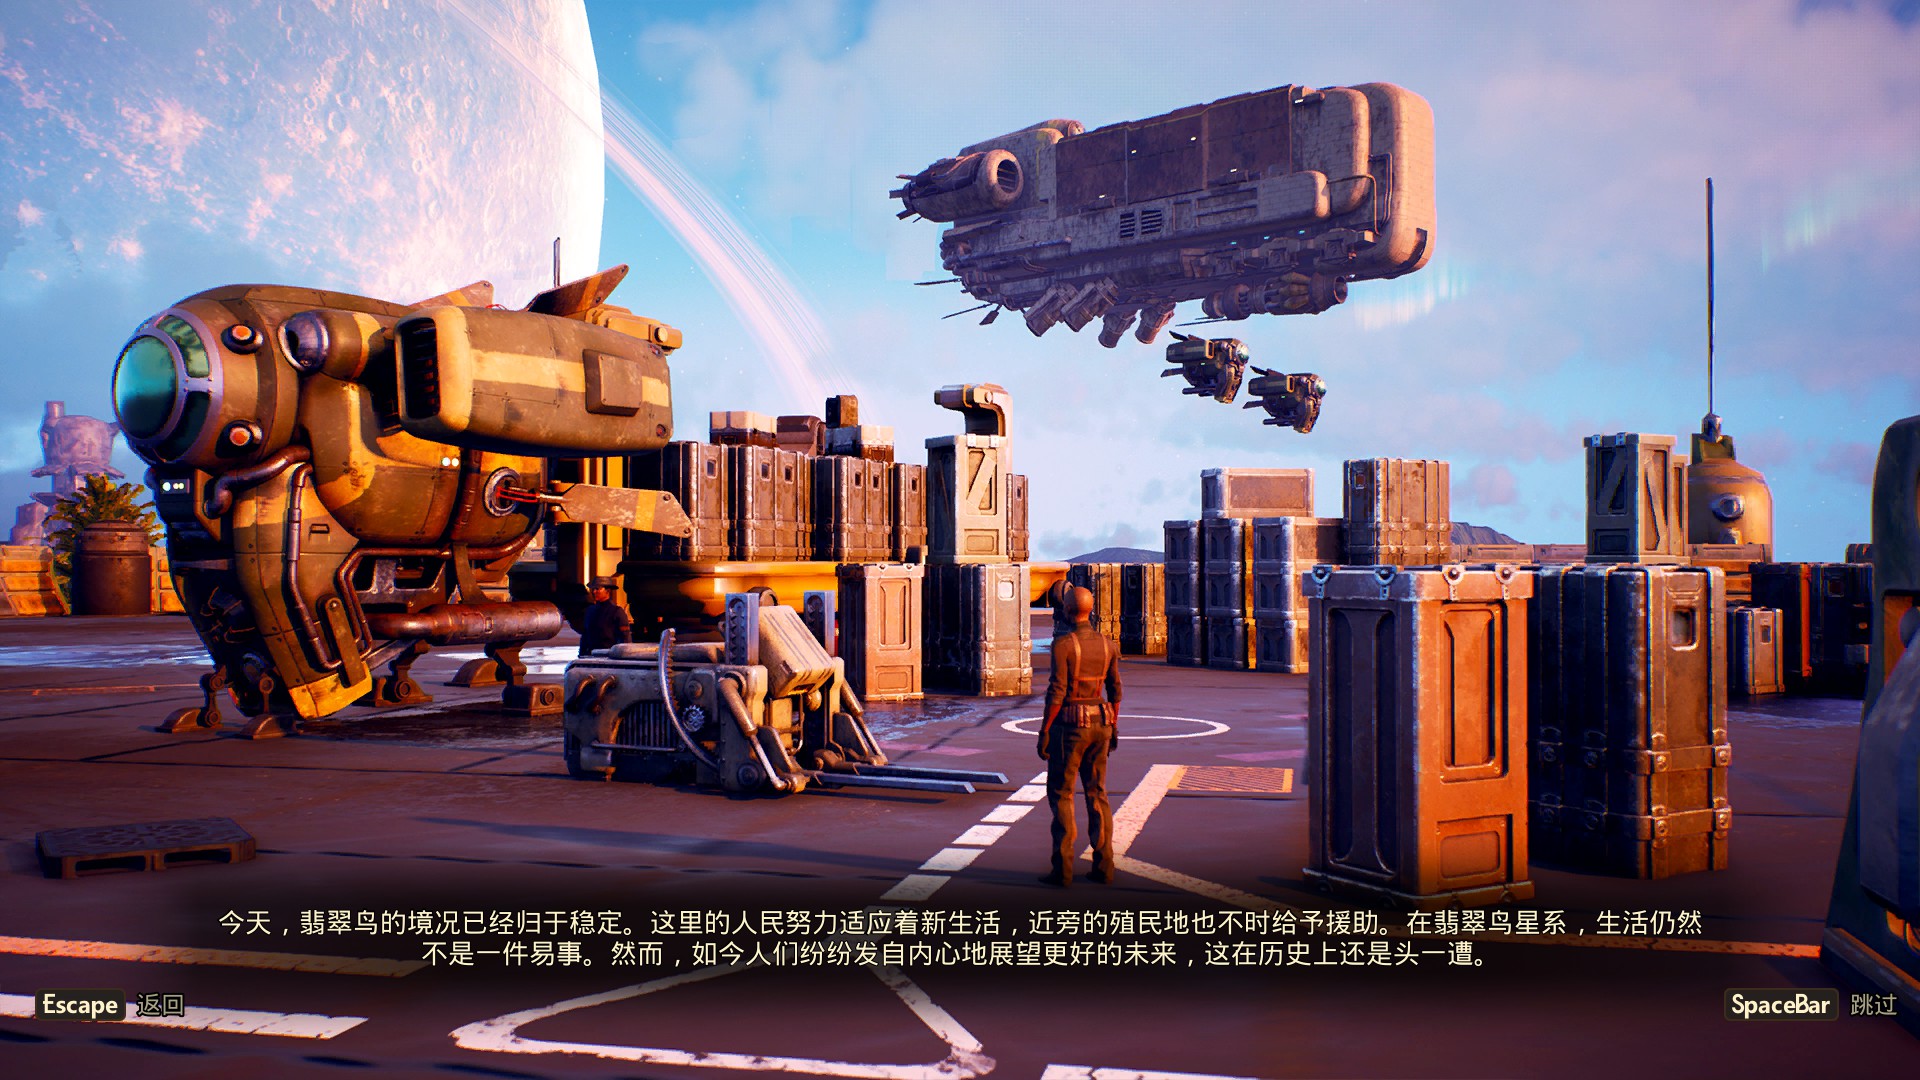 今天，翡翠鸟的境况已经归于稳定。这里的人民努力适应着新生活，近旁的殖民地也不时给予援助。在翡翠鸟星系，生活仍然
不是一件易事。然而，如今人们纷纷发自内心地展望更好的未来，这在历史上还是头一遭。
Escape 返回
SpaceBar 跳过